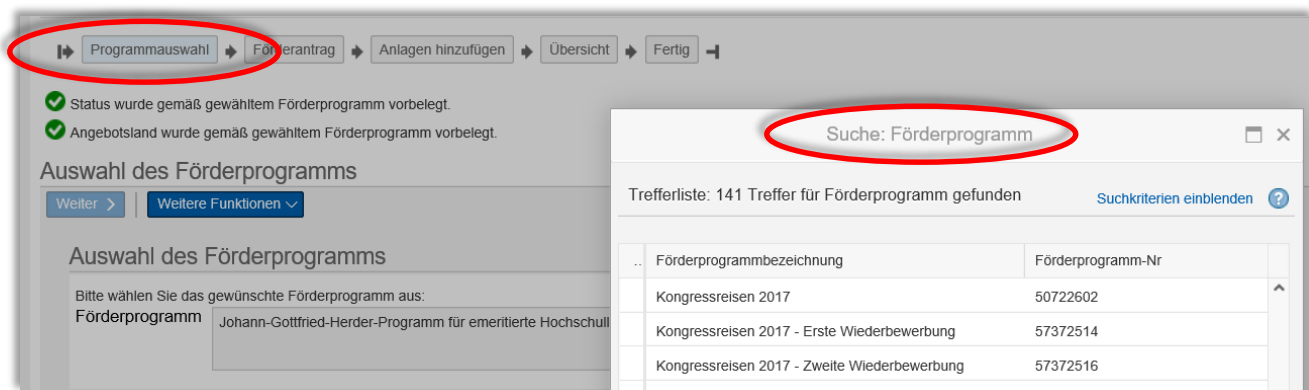 Programmauswahl Förderantrag Anlagen hinzufügen Übersicht Fertig
Status wurde gemäß gewähltem Förderprogramm vorbelegt.
Angebotsland wurde gemäß gewähltem Förderprogramm vorbelegt.
Auswahl des Förderprogramms
Weiter > Weitere Funktionen
Auswahl des Förderprogramms
Bitte wählen Sie das gewünschte Förderprogramm aus:
Förderprogramm Johann-Gottfried-Herder-Programm für emeritierte Hochschull
Suche: Förderprogramm
Trefferliste: 141 Treffer für Förderprogramm gefunden Suchkriterien einblenden ?
.. Förderprogrammbezeichnung Förderprogramm-Nr
Kongressreisen 2017 50722602
Kongressreisen 2017 - Erste Wiederbewerbung 57372514
Kongressreisen 2017 - Zweite Wiederbewerbung 57372516